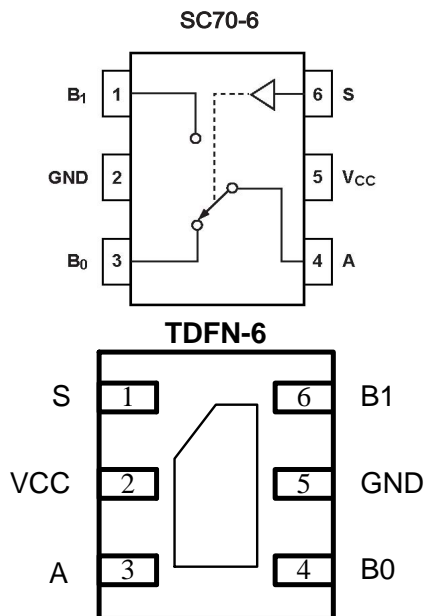 SC70-6
B1 1 6 S
GND 2 5 VCC
B0 3 4 A
TDFN-6
S 1 6 B1
VCC 2 5 GND
A 3 4 B0